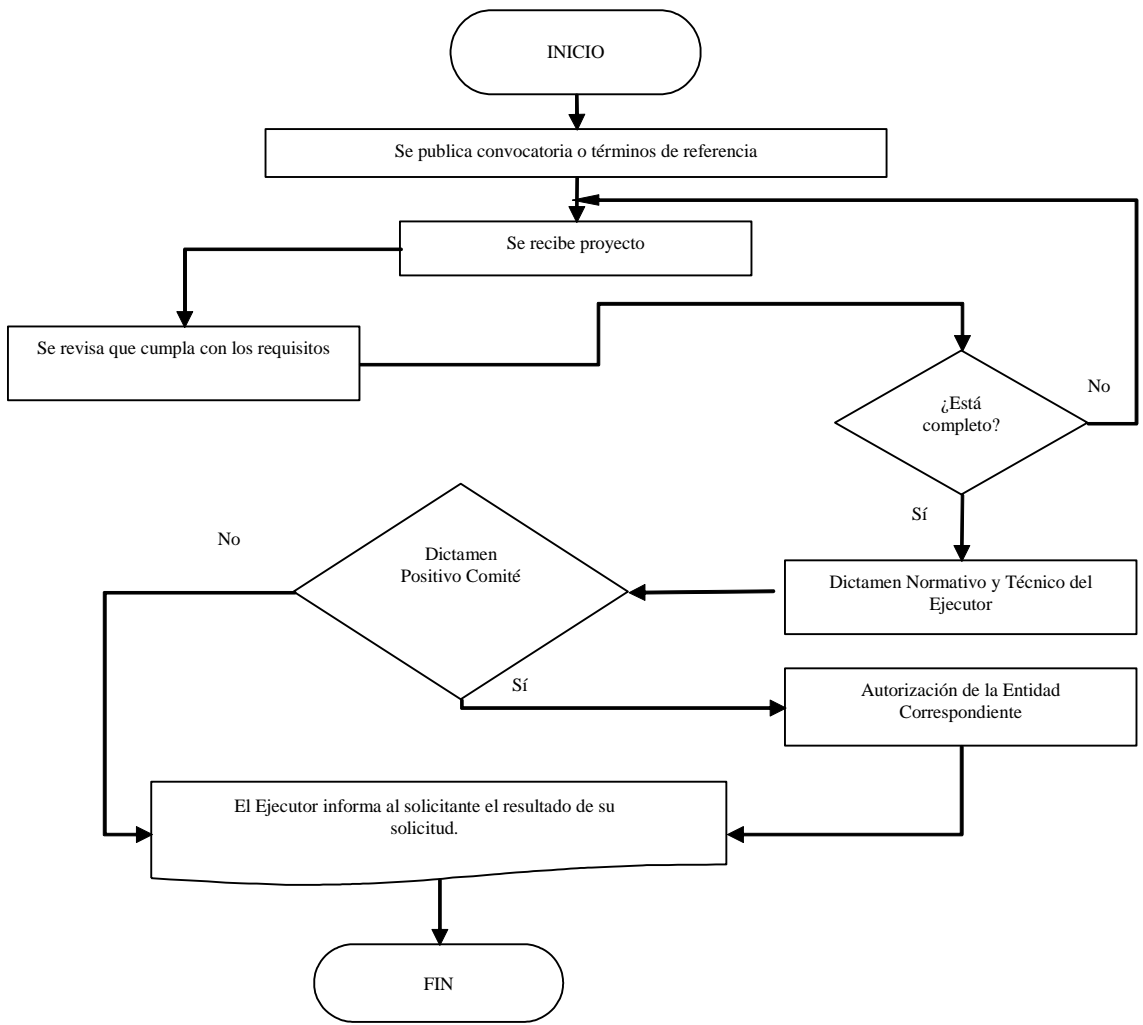 INICIO
Se publica convocatoria o términos de referencia
Se recibe proyecto
Se revisa que cumpla con los requisitos
¿Está
completo?
No
Sí
Dictamen Normativo y Técnico del
Ejecutor
Dictamen
Positivo Comité
No
Sí
Autorización de la Entidad
Correspondiente
El Ejecutor informa al solicitante el resultado de su
solicitud.
FIN